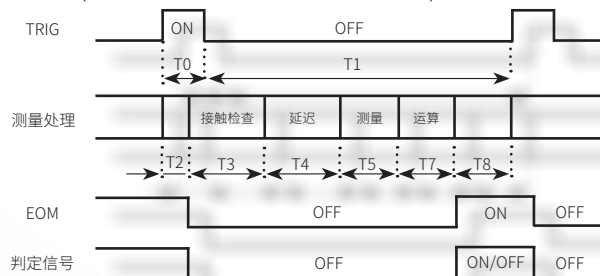 TRIG ON OFF
T0 T1
测量处理 接触检查 延迟 测量 运算
T2 T3 T4 T5 T7 T8
EOM OFF ON OFF
判定信号 OFF ON/OFF OFF